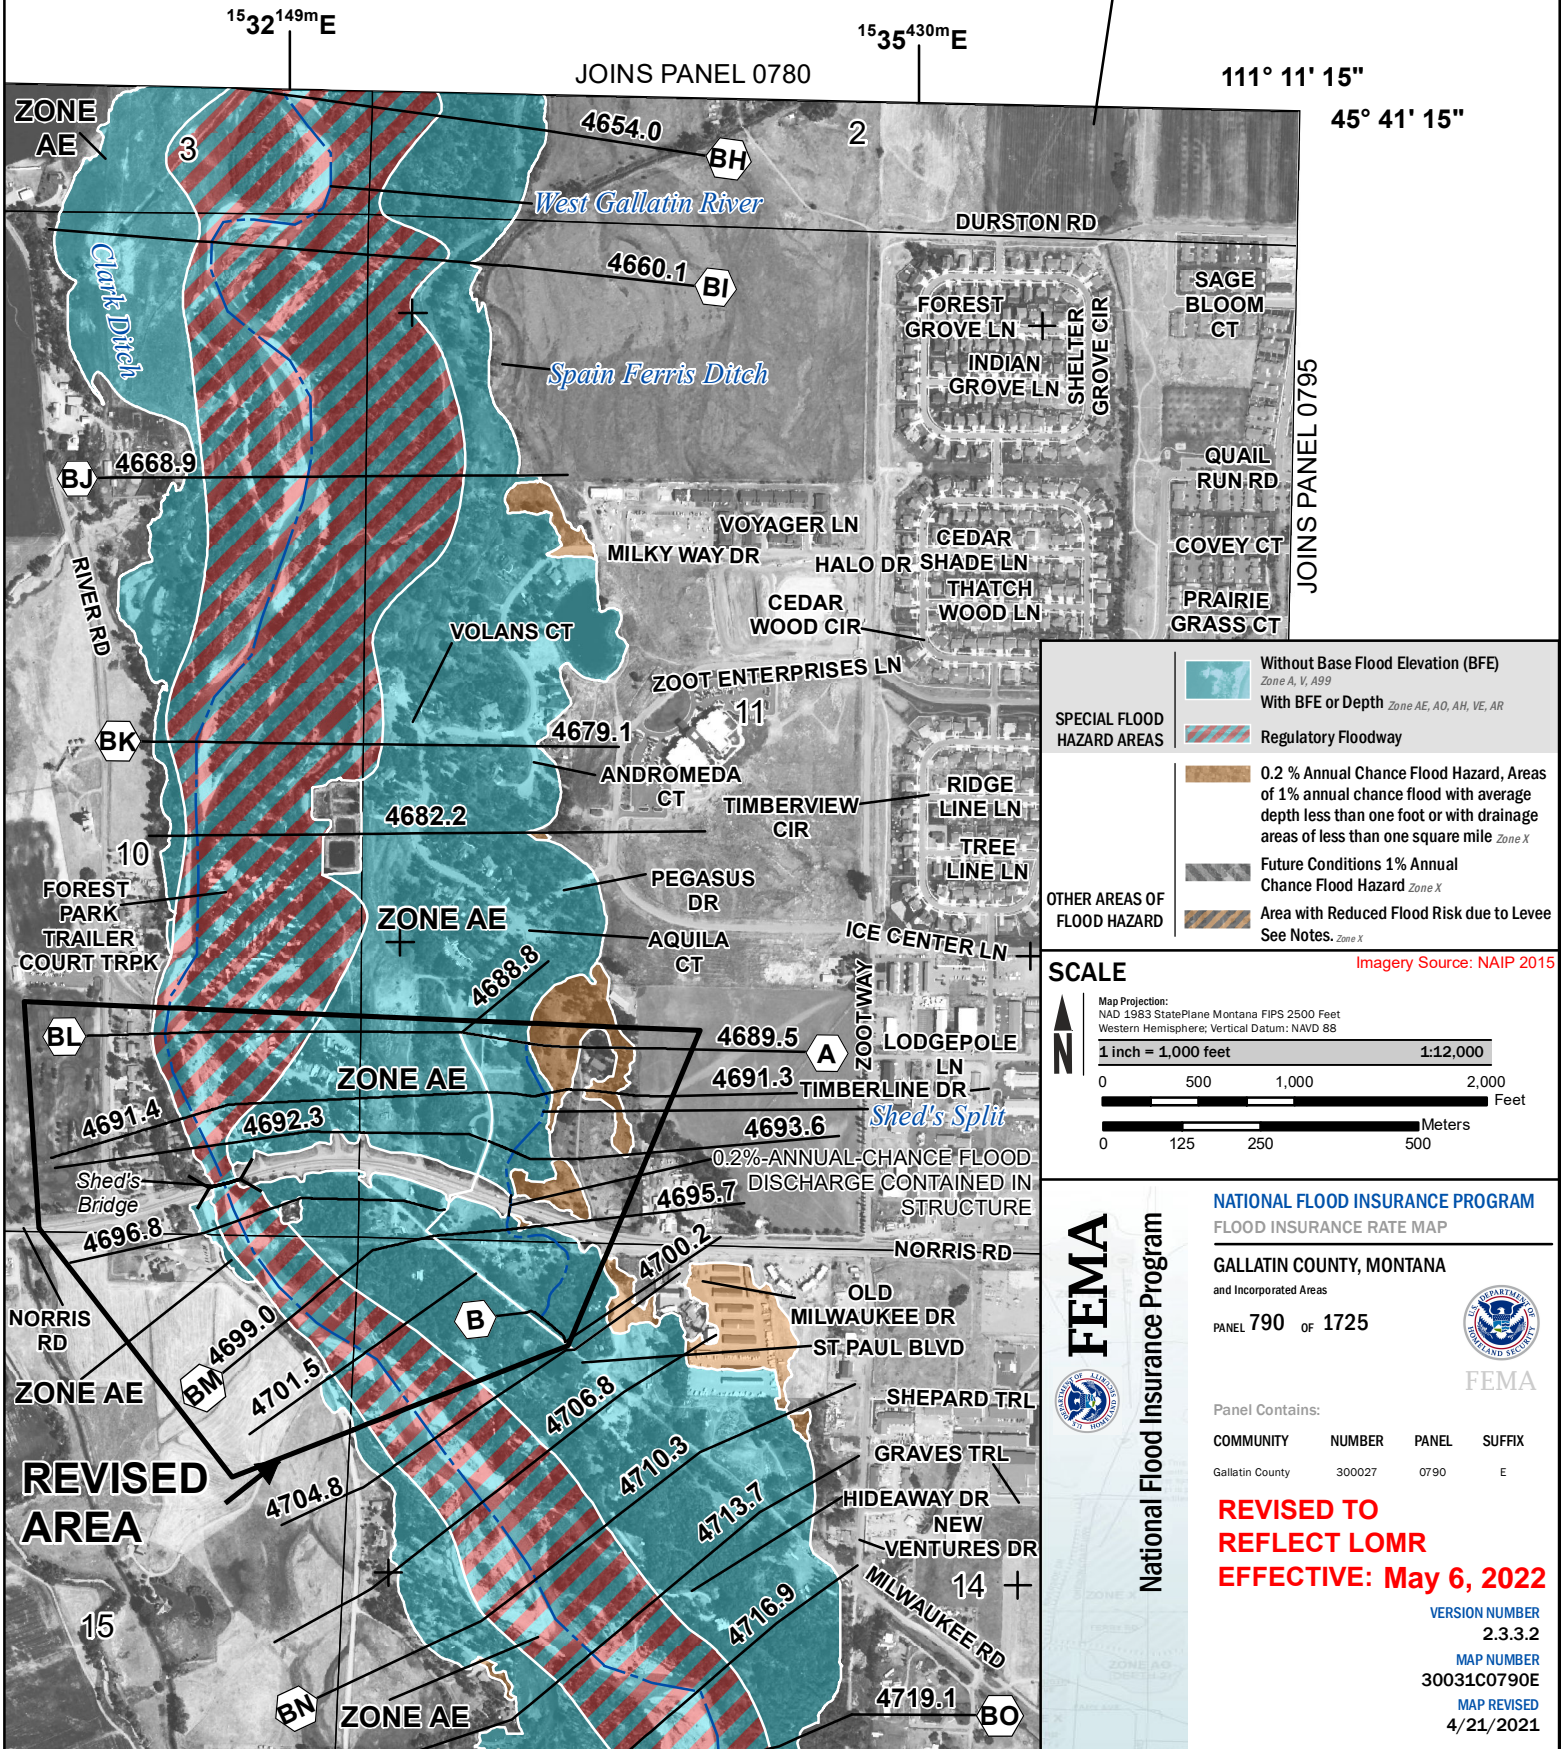 1532149mE
1535430mE
JOINS PANEL 0780
111° 11' 15"
45° 41' 15"
ZONE
AE
3
4654.0
BH
2
West Gallatin River
DURSTON RD
Clark Ditch
4660.1
BI
SAGE
BLOOM
CT
FOREST
GROVE LN
SHELTER
GROVE CIR
INDIAN
GROVE LN
Spain Ferris Ditch
JOINS PANEL 0795
BJ
4668.9
QUAIL
RUN RD
VOYAGER LN
MILKY WAY DR
HALO DR
CEDAR
SHADE LN
COVEY CT
RIVER RD
THATCH
WOOD LN
CEDAR
WOOD CIR
PRAIRIE
GRASS CT
VOLANS CT
ZOOT ENTERPRISES LN
11
BK
4679.1
ANDROMEDA
CT
4682.2
TIMBERVIEW
CIR
RIDGE
LINE LN
TREE
LINE LN
10
FOREST
PARK
TRAILER
COURT TRPK
PEGASUS
DR
ZONE AE
AQUILA
CT
ICE CENTER LN
4688.8
ZOOT WAY
BL
4689.5
A
LODGEPOLE
LN
ZONE AE
4691.3
TIMBERLINE DR
4691.4
4692.3
Shed's Split
4693.6
0.2%-ANNUAL-CHANCE FLOOD
DISCHARGE CONTAINED IN
STRUCTURE
Shed's
Bridge
4695.7
4696.8
4700.2
NORRIS RD
NORRIS
RD
4699.0
B
OLD
MILWAUKEE DR
ST PAUL BLVD
ZONE AE
BM
4701.5
4706.8
SHEPARD TRL
4710.3
GRAVES TRL
REVISED
AREA
4704.8
4713.7
HIDEAWAY DR
NEW
VENTURES DR
MILWAUKEE RD
14
15
4716.9
BN
ZONE AE
4719.1
BO
SPECIAL FLOOD
HAZARD AREAS
Without Base Flood Elevation (BFE)
Zone A, V, A99
With BFE or Depth Zone AE, AO, AH, VE, AR
Regulatory Floodway
OTHER AREAS OF
FLOOD HAZARD
0.2 % Annual Chance Flood Hazard, Areas
of 1% annual chance flood with average
depth less than one foot or with drainage
areas of less than one square mile Zone X
Future Conditions 1% Annual
Chance Flood Hazard Zone X
Area with Reduced Flood Risk due to Levee
See Notes. Zone X
Imagery Source: NAIP 2015
SCALE
N
Map Projection:
NAD 1983 StatePlane Montana FIPS 2500 Feet
Western Hemisphere; Vertical Datum: NAVD 88
1 inch = 1,000 feet 1:12,000
0 500 1,000 2,000
Feet
Meters
0 125 250 500
FEMA
National Flood Insurance Program
NATIONAL FLOOD INSURANCE PROGRAM
FLOOD INSURANCE RATE MAP
GALLATIN COUNTY, MONTANA
and Incorporated Areas
PANEL 790 OF 1725
U.S. DEPARTMENT OF
HOMELAND SECURITY
FEMA
Panel Contains:
COMMUNITY NUMBER PANEL SUFFIX
Gallatin County 300027 0790 E
REVISED TO
REFLECT LOMR
EFFECTIVE: May 6, 2022
VERSION NUMBER
2.3.3.2
MAP NUMBER
30031C0790E
MAP REVISED
4/21/2021